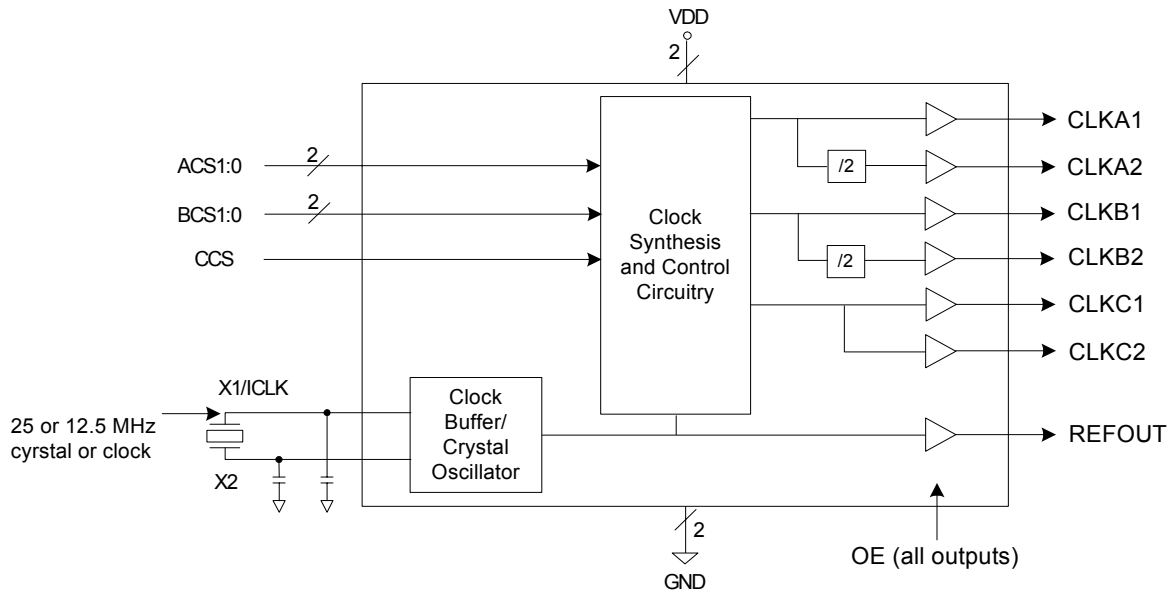 VDD
2
ACS1:0
2
BCS1:0
2
CCS
Clock
Synthesis
and Control
Circuitry
/2
/2
CLKA1
CLKA2
CLKB1
CLKB2
CLKC1
CLKC2
X1/ICLK
25 or 12.5 MHz
cyrstal or clock
X2
Clock
Buffer/
Crystal
Oscillator
REFOUT
2
GND
OE (all outputs)